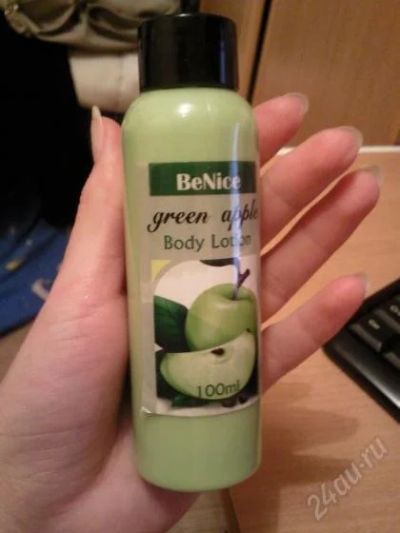 BeNice
green apple
Body Lotion
100ml
24au.ru